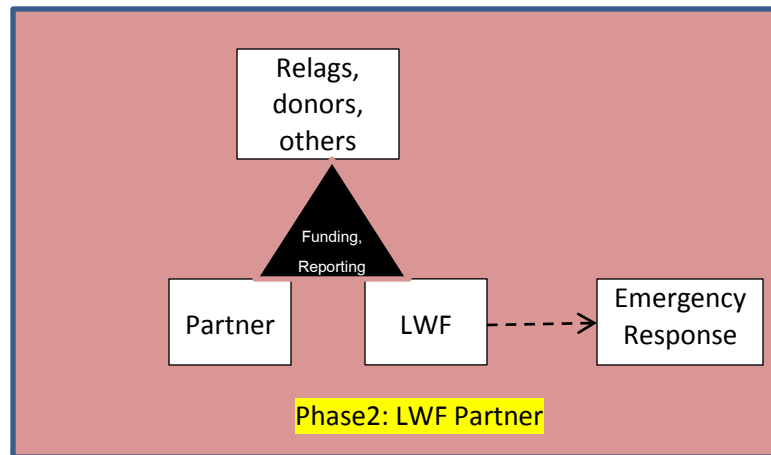 Relags,
donors,
others
Funding,
Reporting
Partner
LWF
Emergency
Response
Phase2: LWF Partner